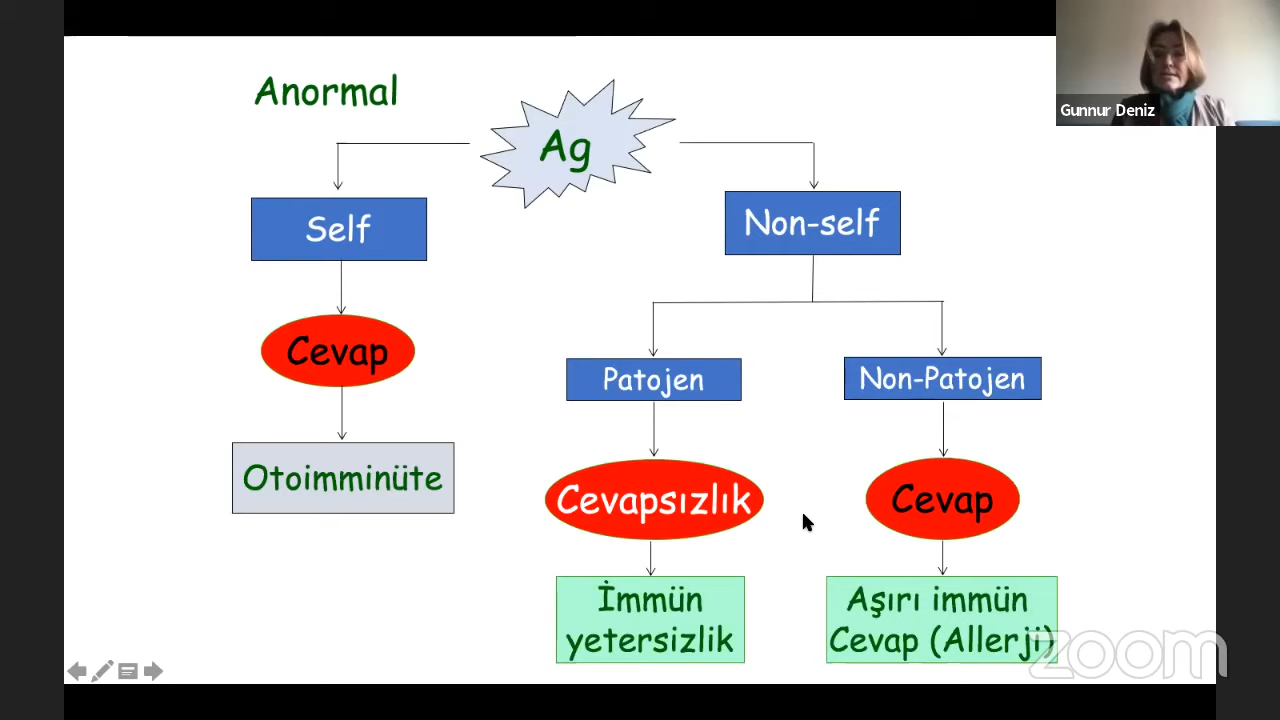 Anormal
Ag
Gunnur Deniz
Self
Non-self
Cevap
Patojen
Non-Patojen
Otoimminüte
Cevapsızlık
Cevap
İmmün
yetersizlik
Aşırı immün
Cevap (Allerji)
zoom